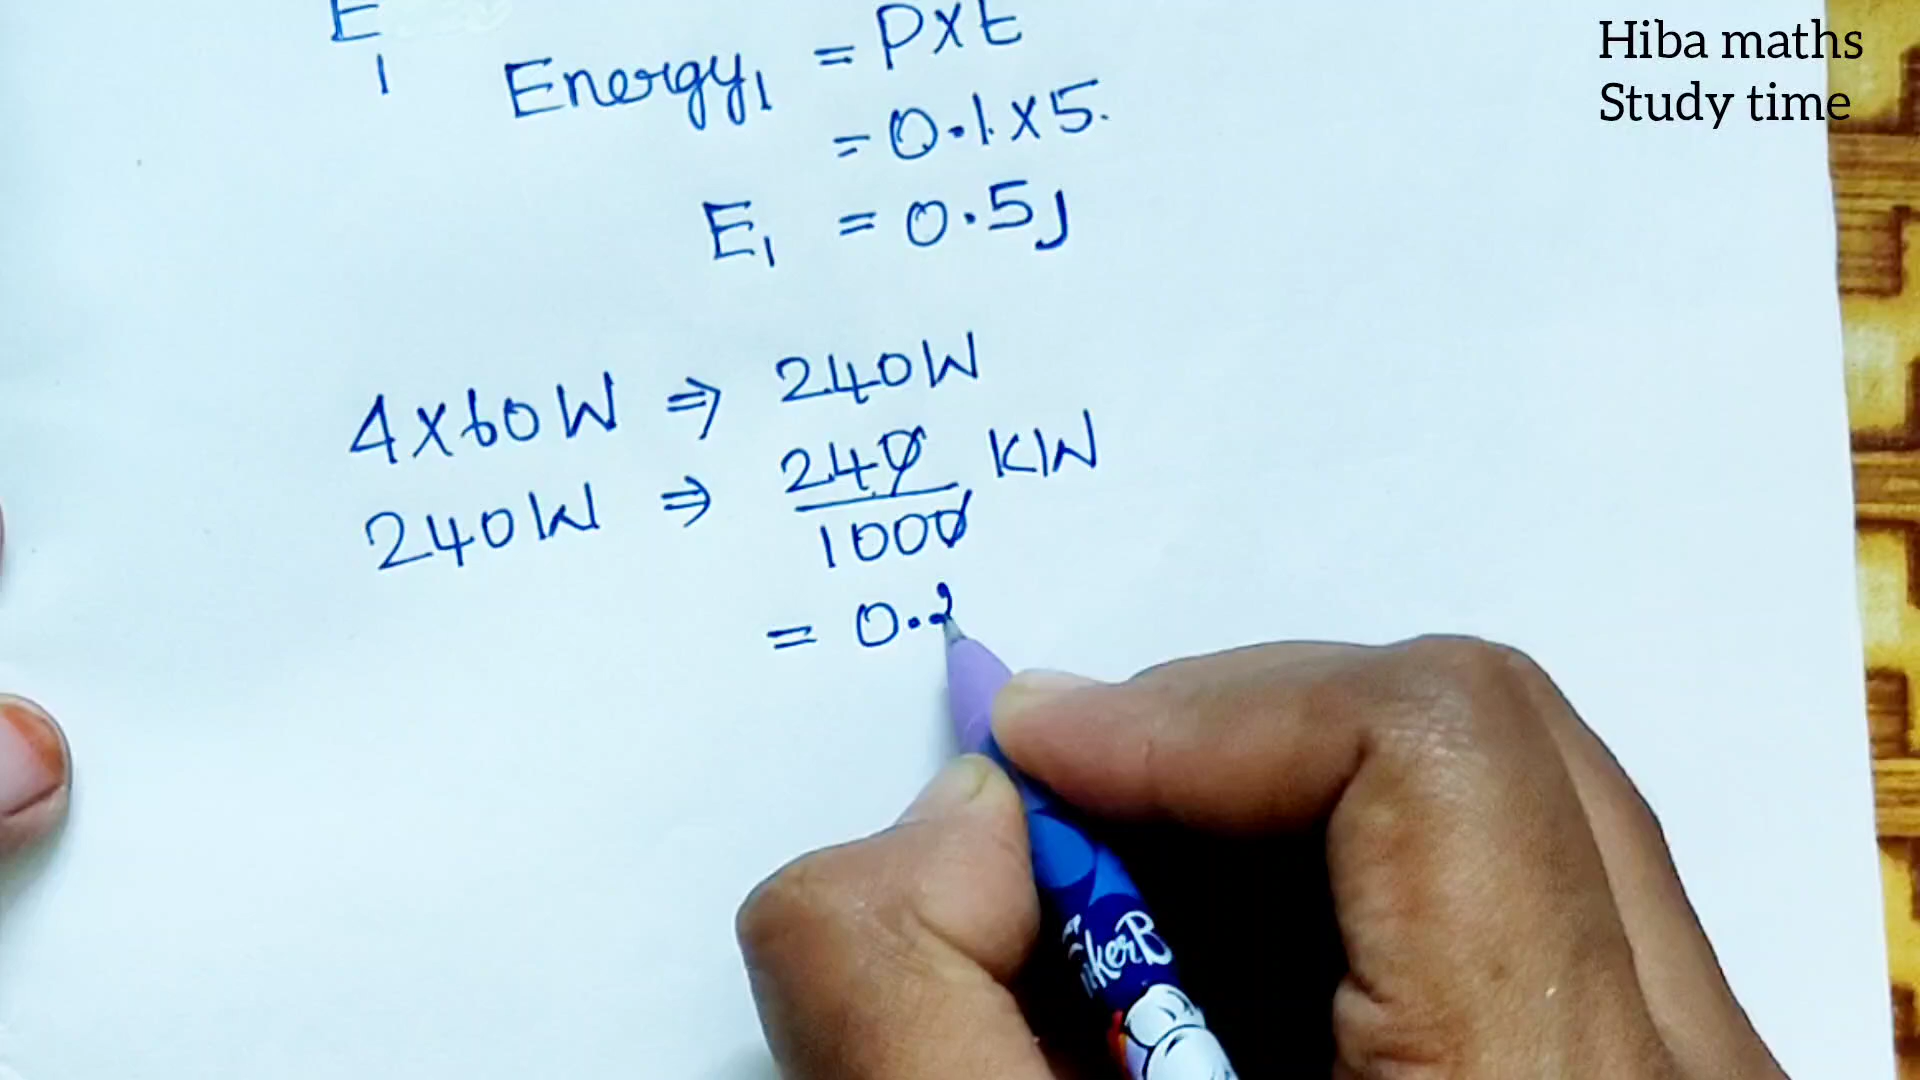 Hiba maths
Study time
E
1
Energy₁ = P×t
= 0.1×5.
E₁ = 0.5J
4×60W ⇒ 240W
240W ⇒ 240/1000 KW
= 0.2